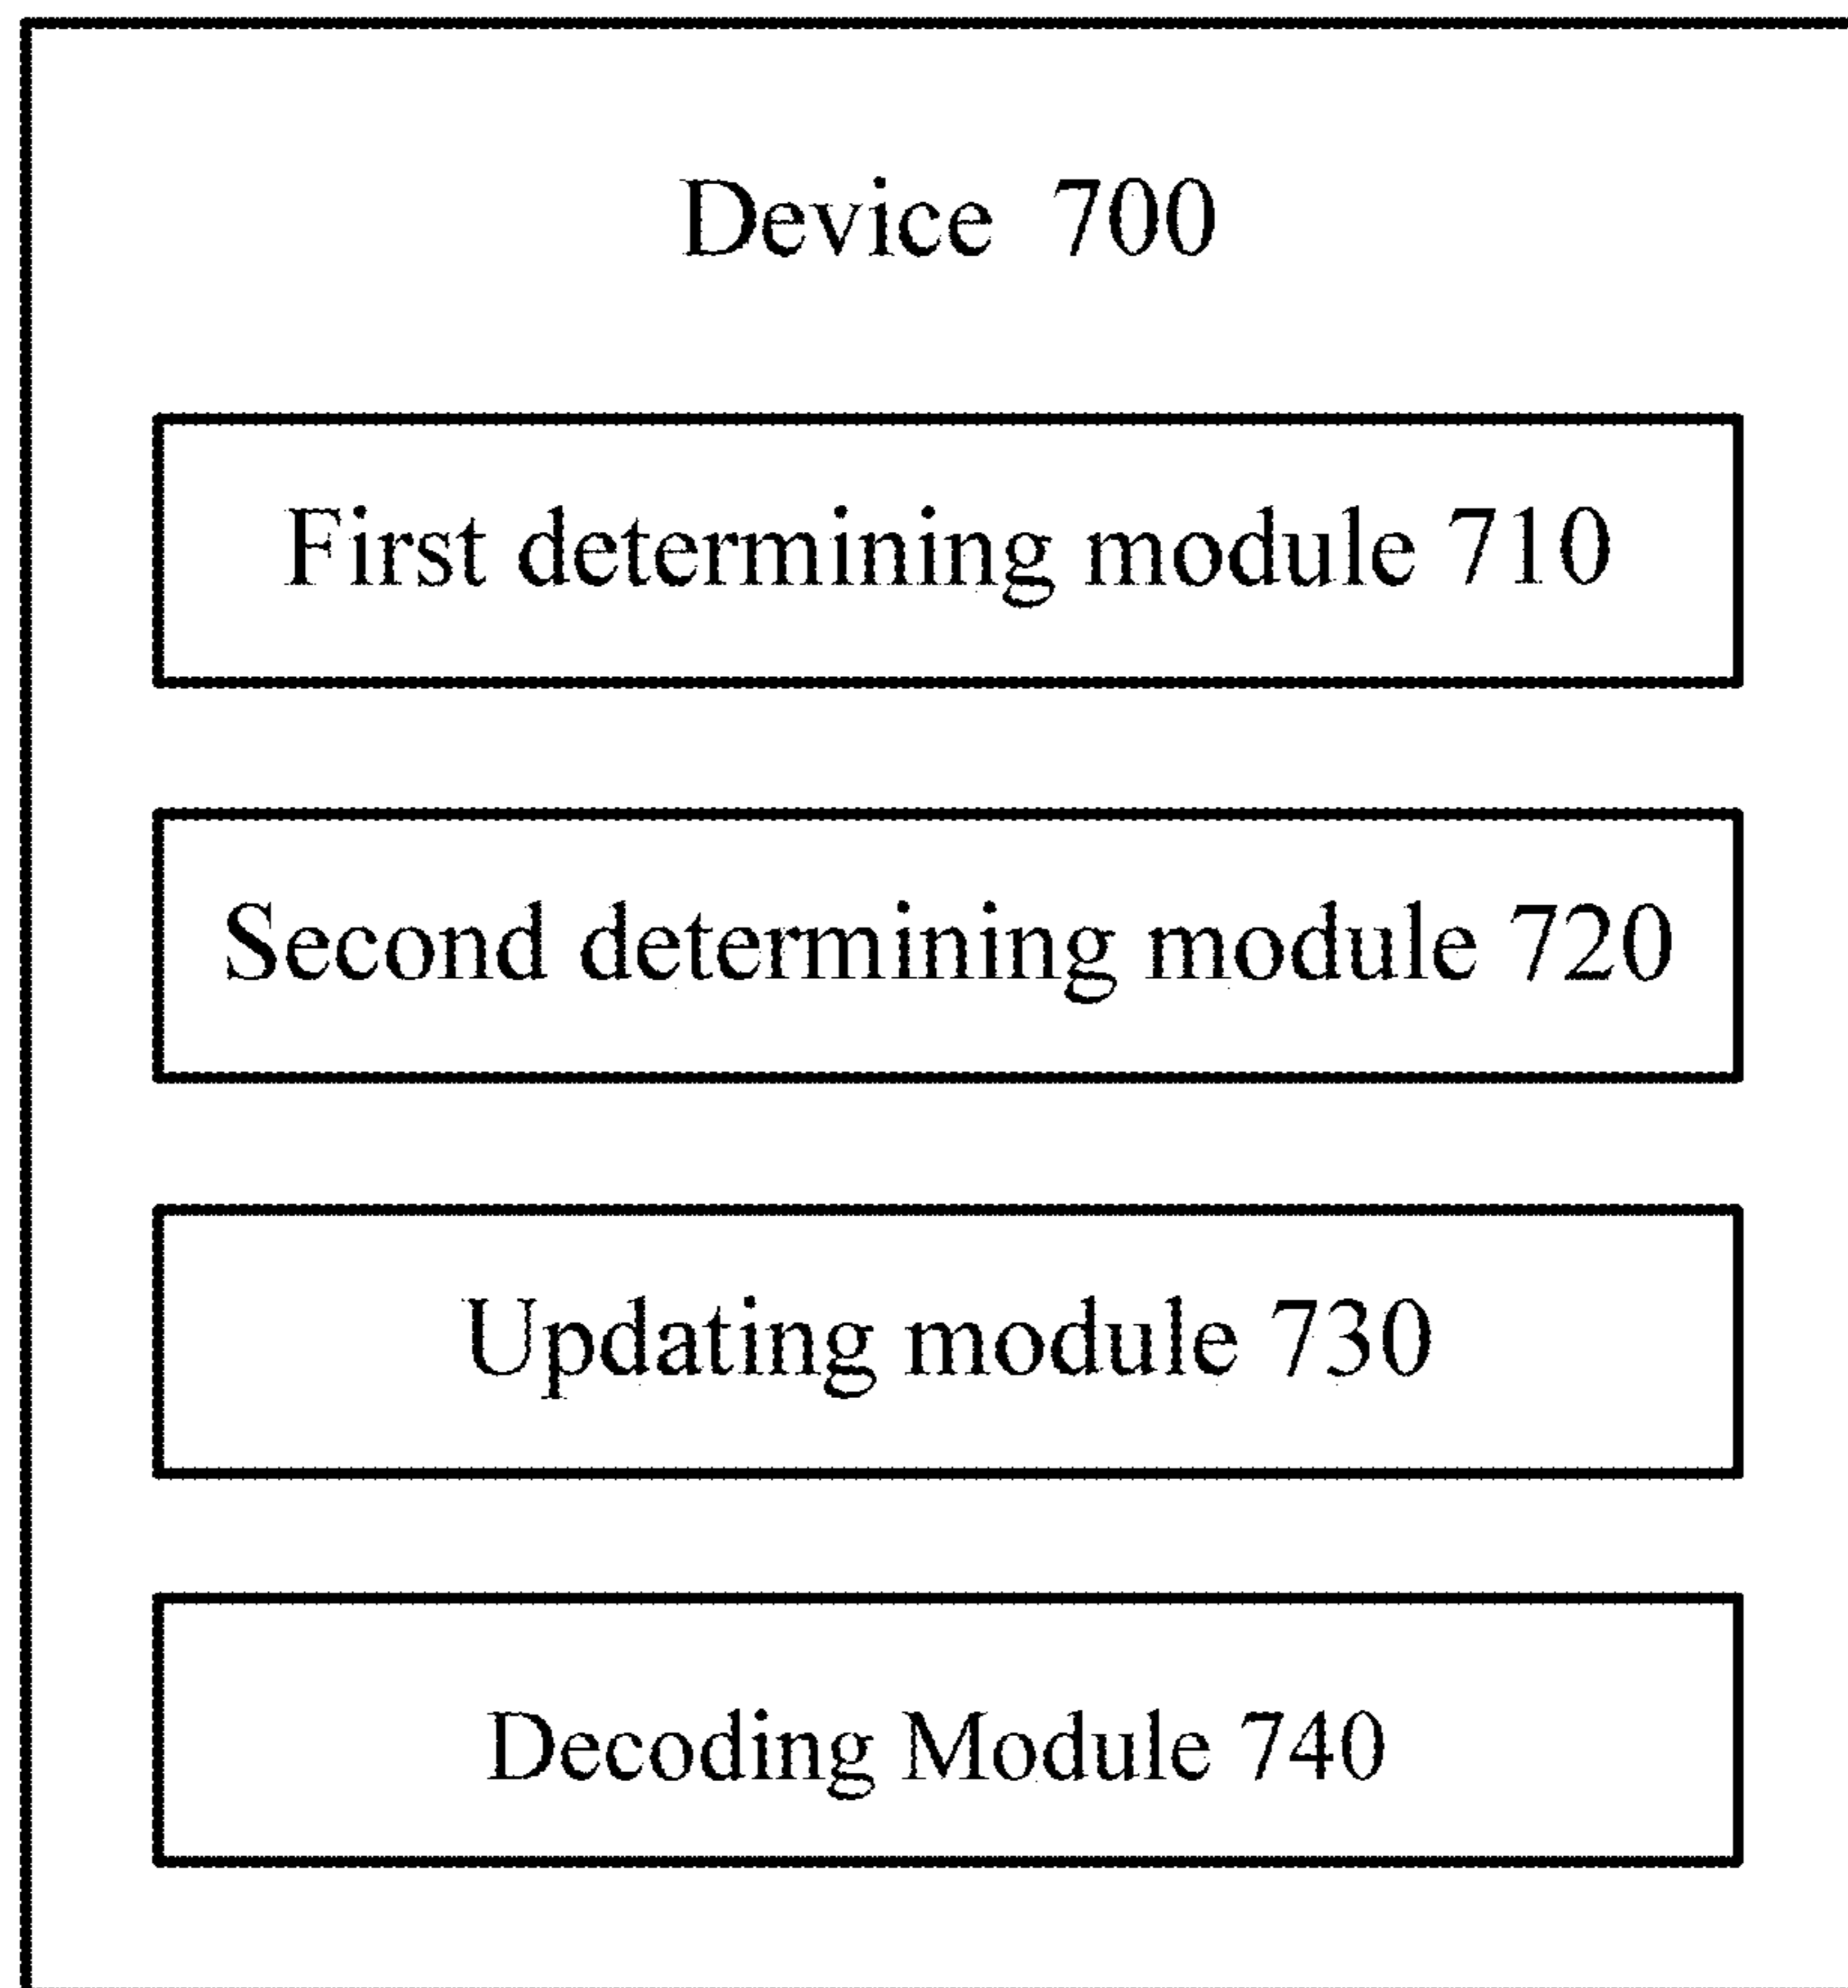 Device 700
First determining module 710
Second determining module 720
Updating module 730
Decoding Module 740